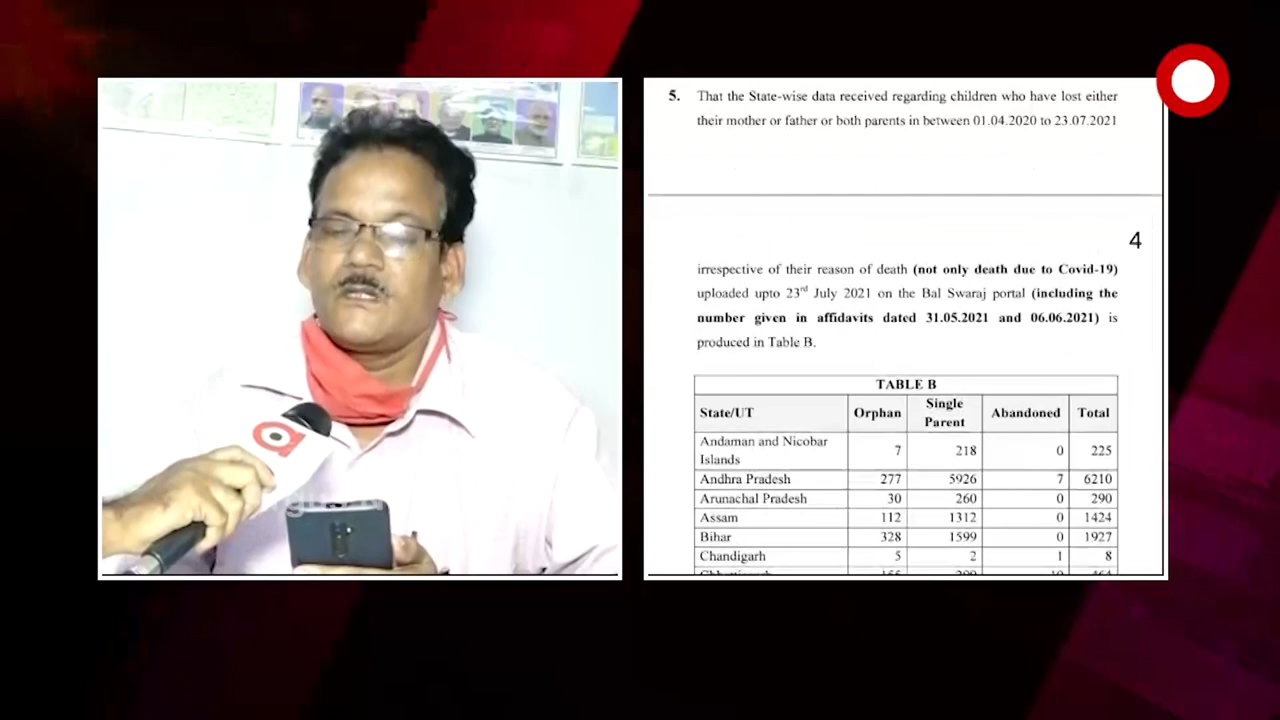 5. That the State-wise data received regarding children who have lost either
their mother or father or both parents in between 01.04.2020 to 23.07.2021
4
irrespective of their reason of death (not only death due to Covid-19)
uploaded upto 23rd July 2021 on the Bal Swaraj portal (including the
number given in affidavits dated 31.05.2021 and 06.06.2021) is
produced in Table B.
TABLE B
State/UT Orphan Single Parent Abandoned Total
Andaman and Nicobar Islands 7 218 0 225
Andhra Pradesh 277 5926 7 6210
Arunachal Pradesh 30 260 0 290
Assam 112 1312 0 1424
Bihar 328 1599 0 1927
Chandigarh 5 2 1 8